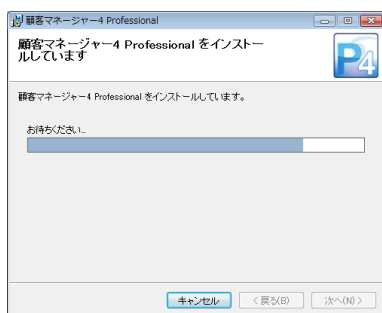 顧客マネージャー4 Professional
顧客マネージャー4 Professional をインストー
ルしています
P4
顧客マネージャー4 Professional をインストールしています。
お待ちください...
キャンセル
< 戻る(B)
次へ(N) >